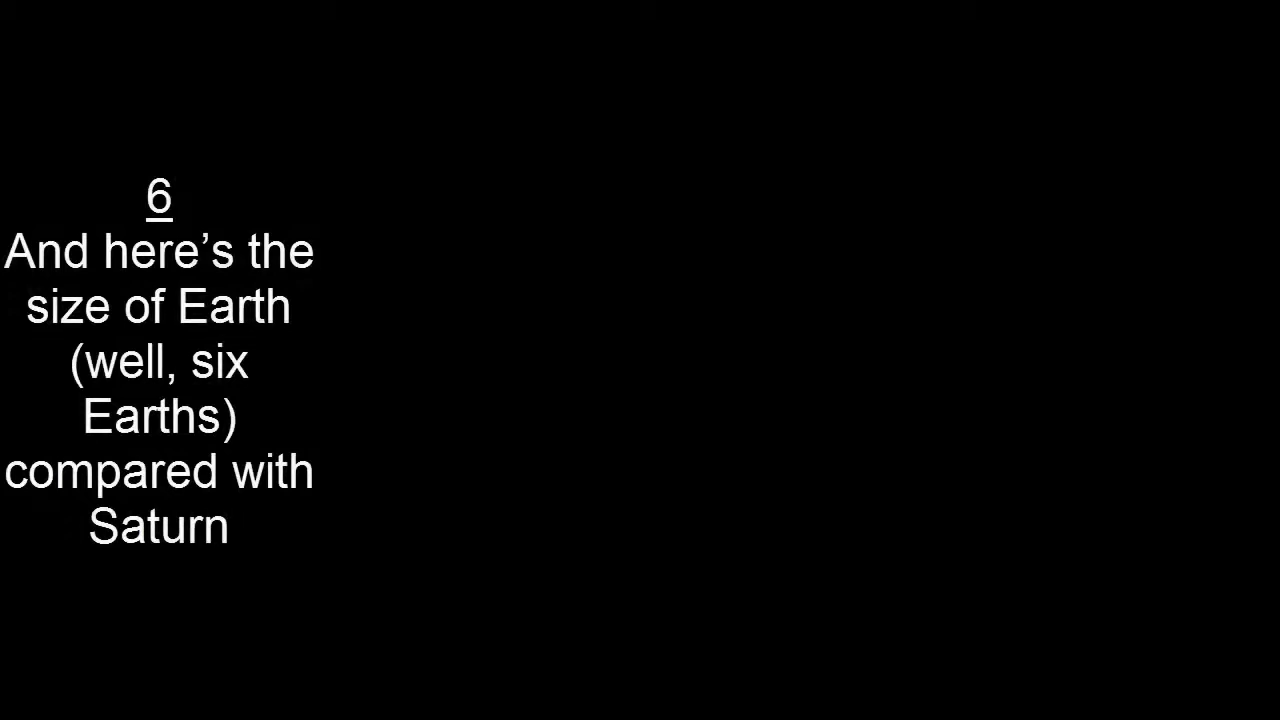 6
And here’s the
size of Earth
(well, six
Earths)
compared with
Saturn